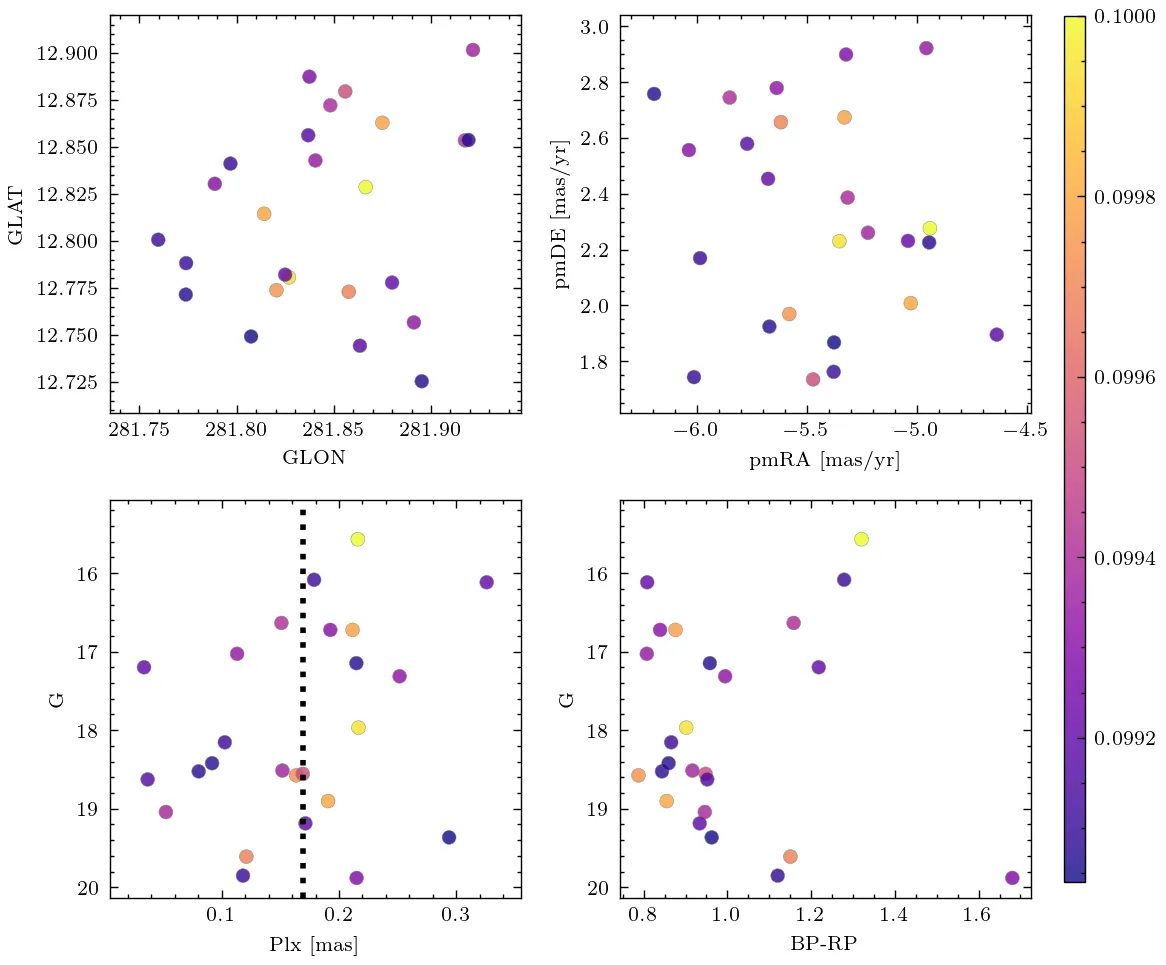 12.900
12.875
12.850
12.825
12.800
12.775
12.750
12.725
GLAT
281.75 281.80 281.85 281.90
GLON
3.0
2.8
2.6
2.4
2.2
2.0
1.8
pmDE [mas/yr]
−6.0 −5.5 −5.0 −4.5
pmRA [mas/yr]
16
17
18
19
20
G
0.1 0.2 0.3
Plx [mas]
16
17
18
19
20
G
0.8 1.0 1.2 1.4 1.6
BP-RP
0.1000
0.0998
0.0996
0.0994
0.0992